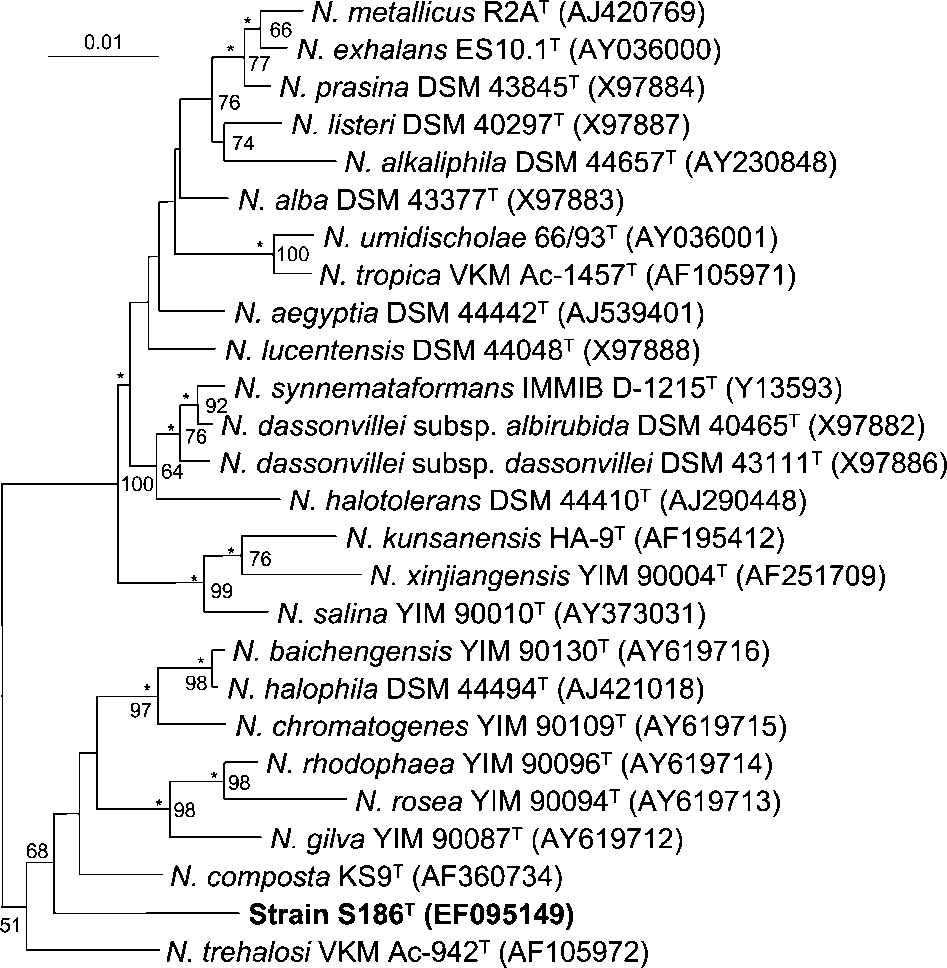 N. metallicus R2Aᵀ (AJ420769)
66
0.01
N. exhalans ES10.1ᵀ (AY036000)
77
N. prasina DSM 43845ᵀ (X97884)
76
N. listeri DSM 40297ᵀ (X97887)
74
N. alkaliphila DSM 44657ᵀ (AY230848)
N. alba DSM 43377ᵀ (X97883)
N. umidischolae 66/93ᵀ (AY036001)
100
N. tropica VKM Ac-1457ᵀ (AF105971)
N. aegyptia DSM 44442ᵀ (AJ539401)
N. lucentensis DSM 44048ᵀ (X97888)
N. synnemataformans IMMIB D-1215ᵀ (Y13593)
92
N. dassonvillei subsp. albirubida DSM 40465ᵀ (X97882)
76
N. dassonvillei subsp. dassonvillei DSM 43111ᵀ (X97886)
64
100
N. halotolerans DSM 44410ᵀ (AJ290448)
N. kunsanensis HA-9ᵀ (AF195412)
76
N. xinjiangensis YIM 90004ᵀ (AF251709)
99
N. salina YIM 90010ᵀ (AY373031)
N. baichengensis YIM 90130ᵀ (AY619716)
98
N. halophila DSM 44494ᵀ (AJ421018)
97
N. chromatogenes YIM 90109ᵀ (AY619715)
N. rhodophaea YIM 90096ᵀ (AY619714)
98
N. rosea YIM 90094ᵀ (AY619713)
98
N. gilva YIM 90087ᵀ (AY619712)
68
N. composta KS9ᵀ (AF360734)
Strain S186ᵀ (EF095149)
51
N. trehalosi VKM Ac-942ᵀ (AF105972)